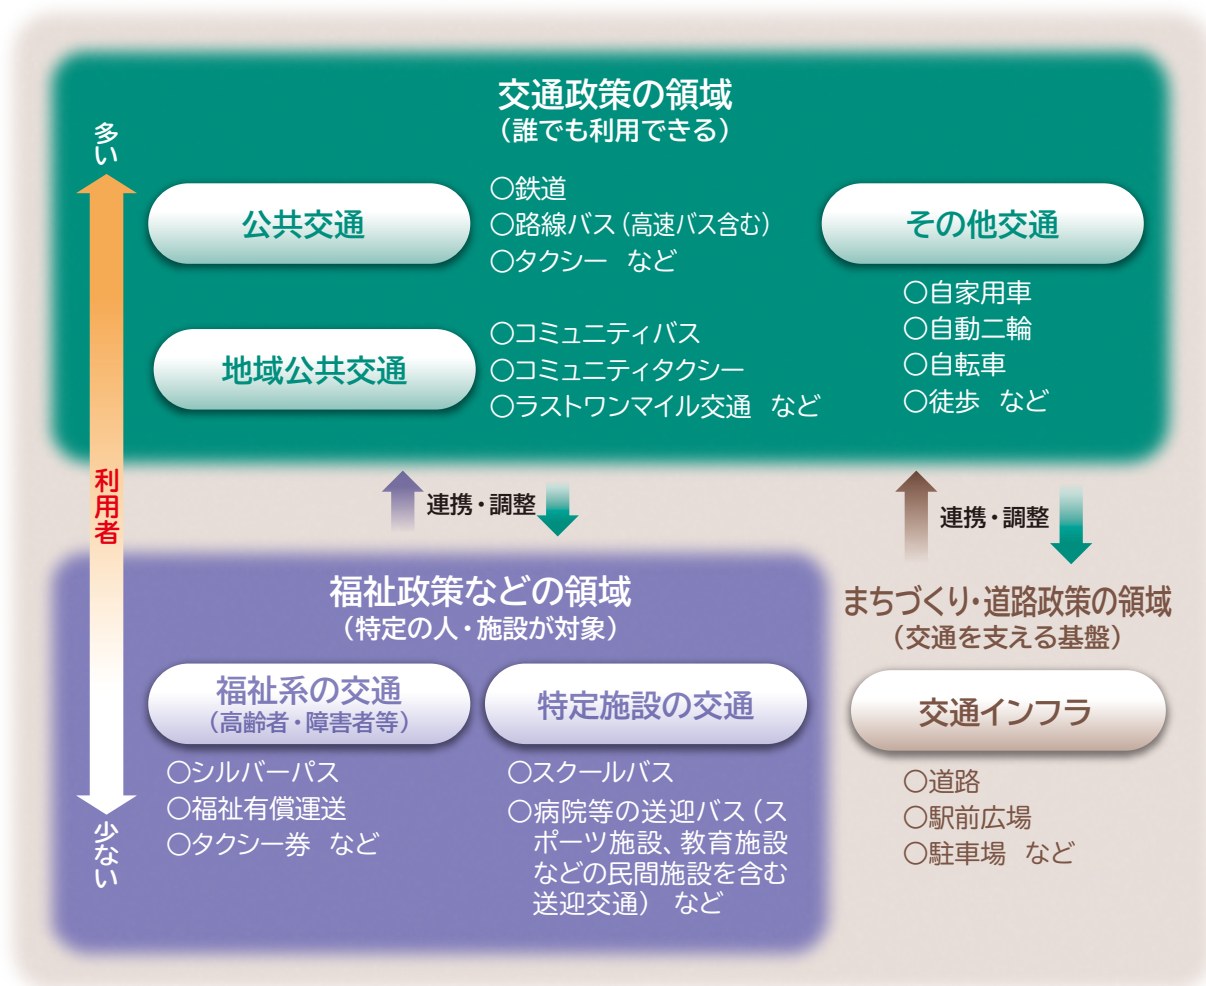 交通政策の領域
（誰でも利用できる）
多い
公共交通
○鉄道
○路線バス（高速バス含む）
○タクシー　など
その他交通
○自家用車
○自動二輪
○自転車
○徒歩　など
地域公共交通
○コミュニティバス
○コミュニティタクシー
○ラストワンマイル交通　など
利用者
連携・調整
連携・調整
福祉政策などの領域
（特定の人・施設が対象）
福祉系の交通
（高齢者・障害者等）
○シルバーパス
○福祉有償運送
○タクシー券　など
特定施設の交通
○スクールバス
○病院等の送迎バス（ス
ポーツ施設、教育施設
などの民間施設を含む
送迎交通）　など
少ない
まちづくり・道路政策の領域
（交通を支える基盤）
交通インフラ
○道路
○駅前広場
○駐車場　など